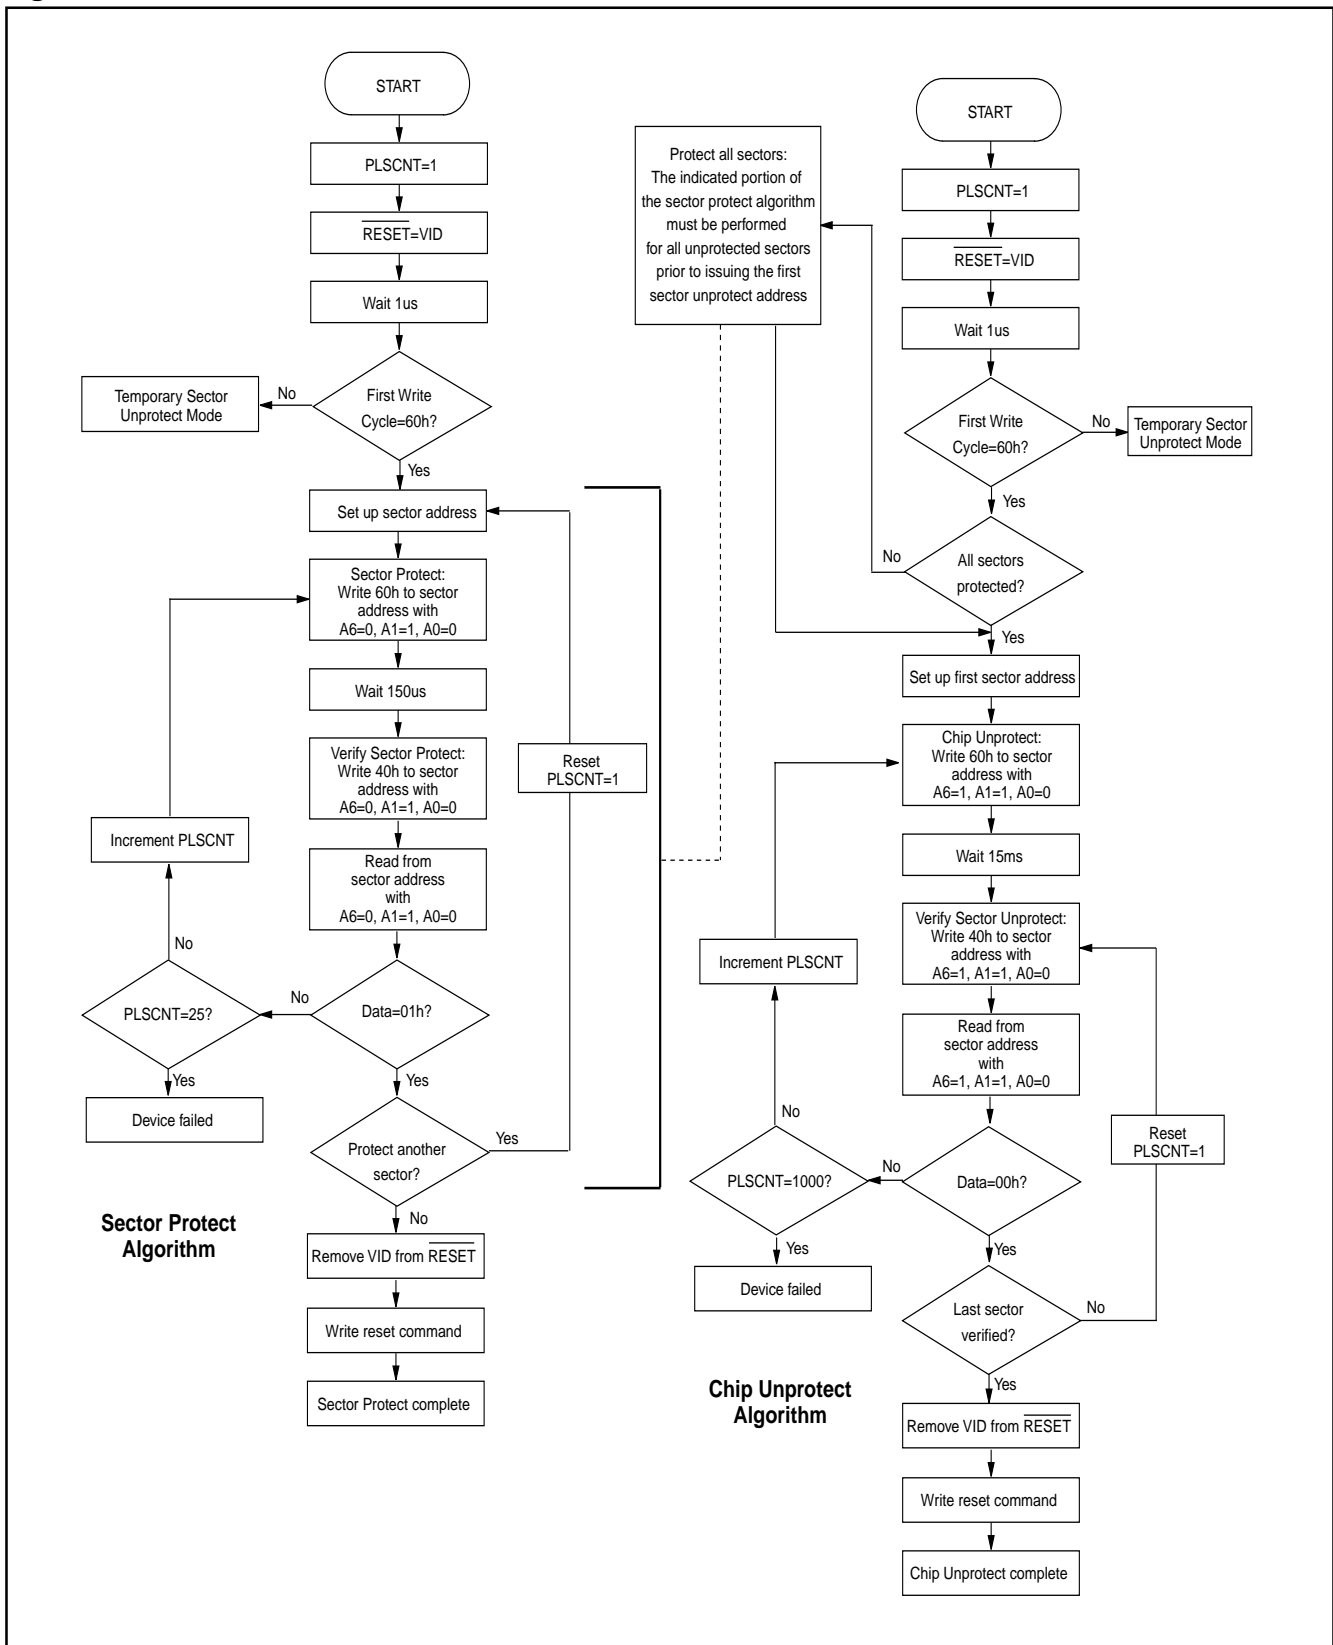 START
PLSCNT=1
RESET=VID
Wait 1us
First Write
Cycle=60h?
No
Temporary Sector
Unprotect Mode
Yes
Set up sector address
Sector Protect:
Write 60h to sector
address with
A6=0, A1=1, A0=0
Wait 150us
Verify Sector Protect:
Write 40h to sector
address with
A6=0, A1=1, A0=0
Reset
PLSCNT=1
Increment PLSCNT
Read from
sector address
with
A6=0, A1=1, A0=0
No
PLSCNT=25?
No
Data=01h?
Yes
Device failed
Yes
Protect another
sector?
Yes
No
Sector Protect
Algorithm
Remove VID from RESET
Write reset command
Sector Protect complete
Protect all sectors:
The indicated portion of
the sector protect algorithm
must be performed
for all unprotected sectors
prior to issuing the first
sector unprotect address
START
PLSCNT=1
RESET=VID
Wait 1us
First Write
Cycle=60h?
No
Temporary Sector
Unprotect Mode
Yes
No
All sectors
protected?
Yes
Set up first sector address
Chip Unprotect:
Write 60h to sector
address with
A6=1, A1=1, A0=0
Wait 15ms
Verify Sector Unprotect:
Write 40h to sector
address with
A6=1, A1=1, A0=0
Increment PLSCNT
Read from
sector address
with
A6=1, A1=1, A0=0
No
Reset
PLSCNT=1
PLSCNT=1000?
No
Data=00h?
Yes
Device failed
Yes
Last sector
verified?
No
Yes
Chip Unprotect
Algorithm
Remove VID from RESET
Write reset command
Chip Unprotect complete